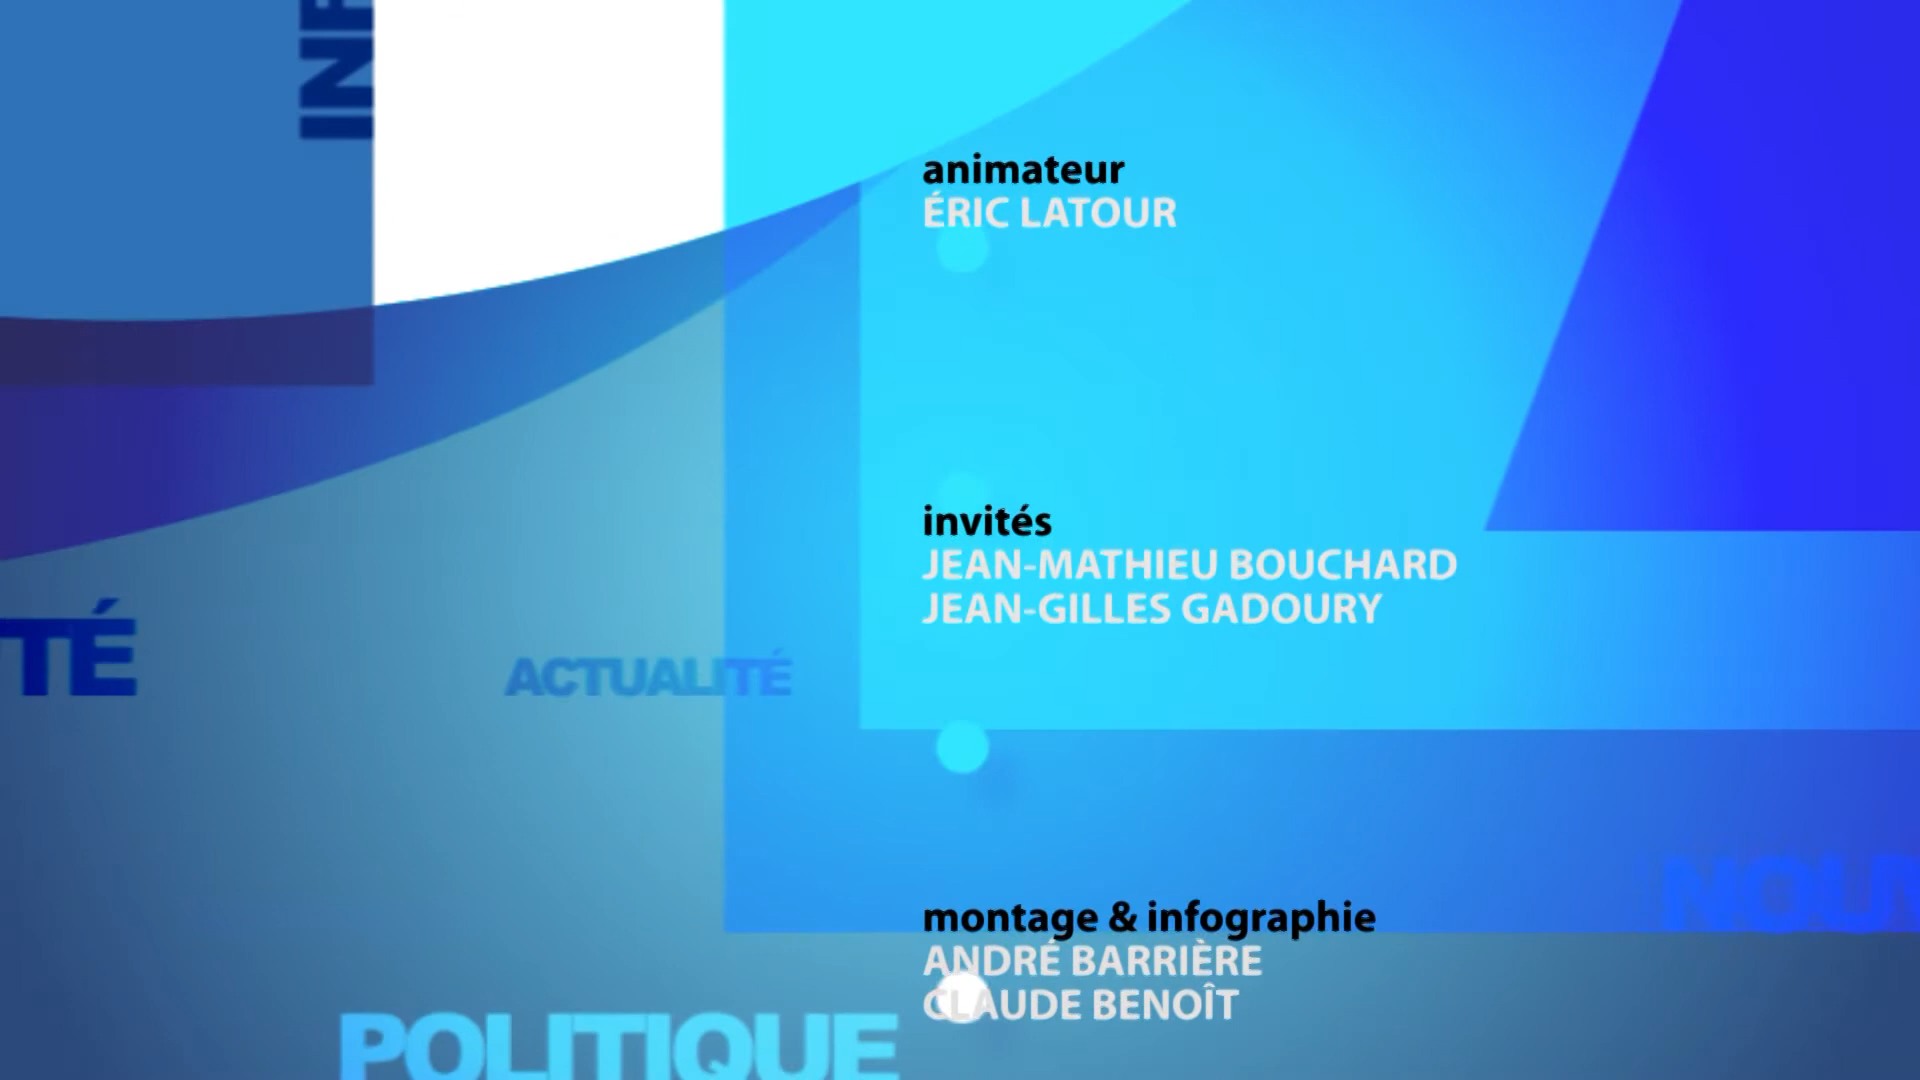 animateur
ÉRIC LATOUR
invités
JEAN-MATHIEU BOUCHARD
JEAN-GILLES GADOURY
ACTUALITÉ
montage & infographie
ANDRÉ BARRIÈRE
CLAUDE BENOÎT
POLITIQUE